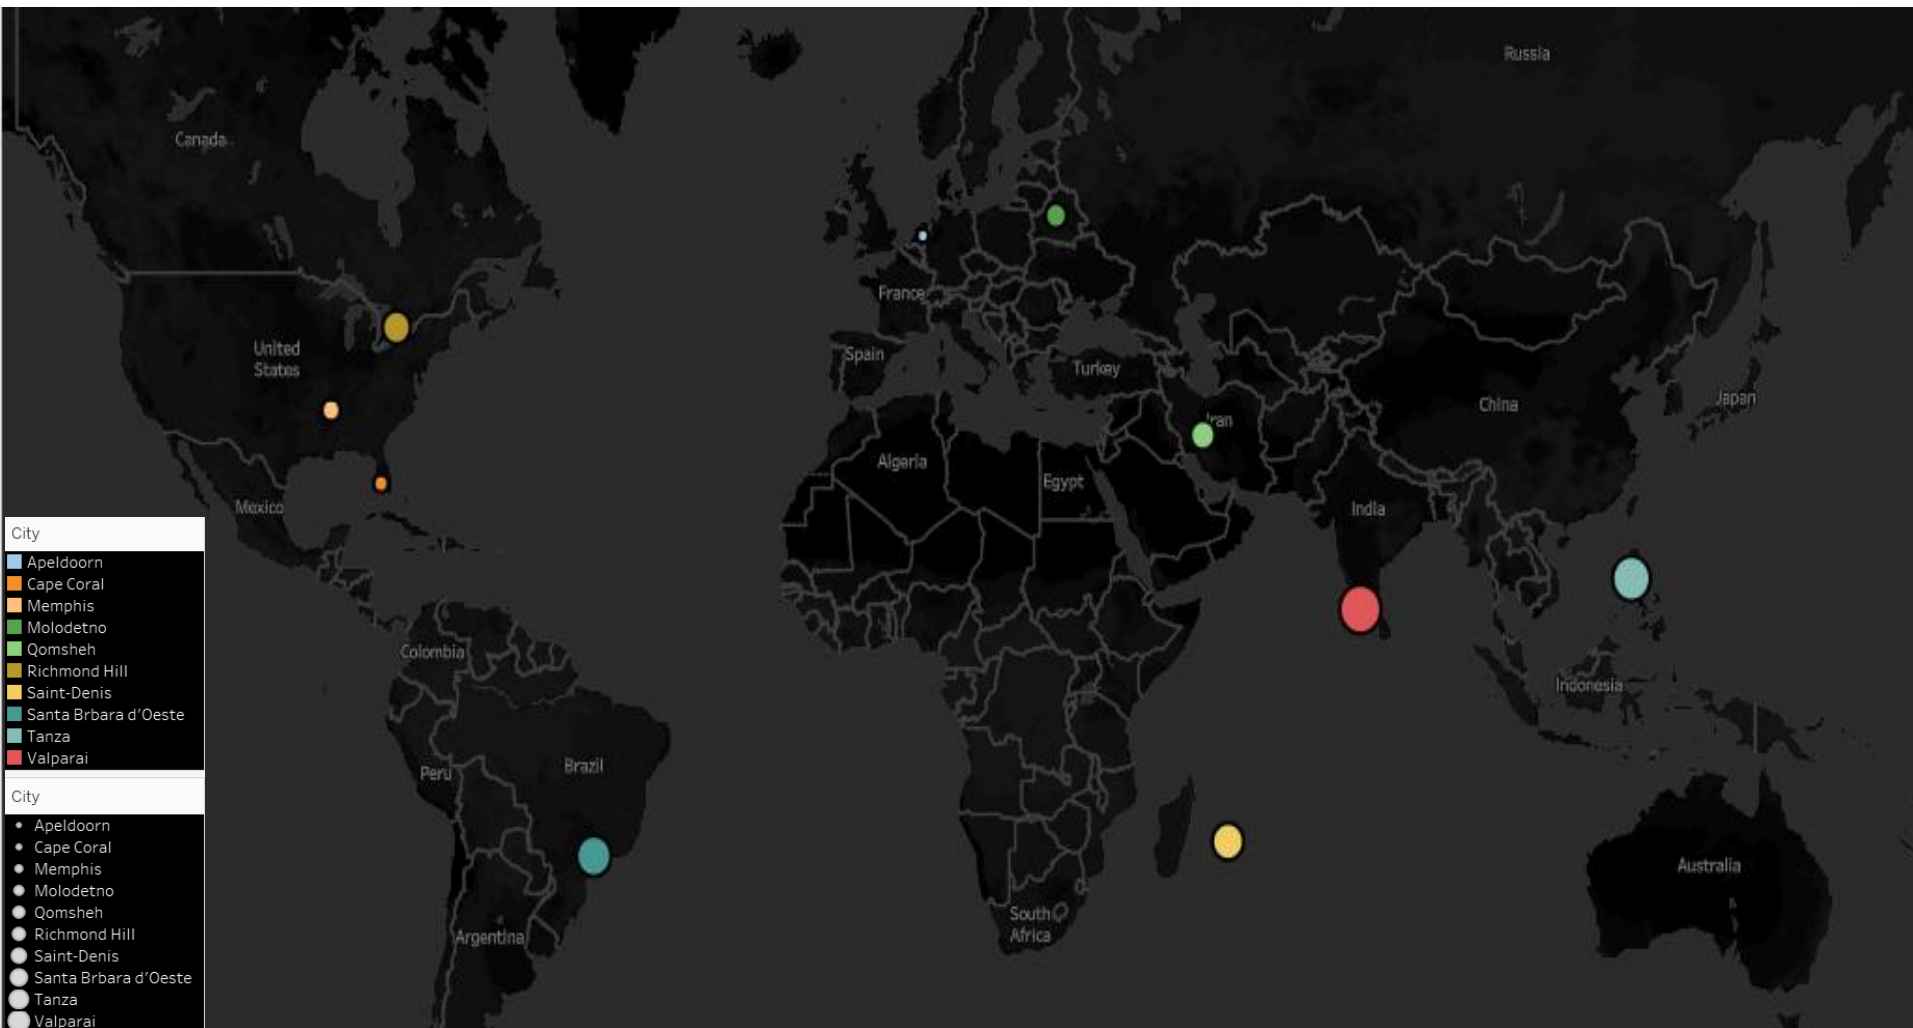 Russia
Canada
France
United
States
Spain
Turkey
Iran
China
Japan
Algeria
Egypt
Mexico
India
City
Apeldoorn
Cape Coral
Memphis
Molodetno
Qomsheh
Richmond Hill
Saint-Denis
Santa Brbara d'Oeste
Tanza
Valparai
Colombia
Indonesia
Peru
Brazil
City
Apeldoorn
Cape Coral
Memphis
Molodetno
Qomsheh
Richmond Hill
Saint-Denis
Santa Brbara d'Oeste
Tanza
Valparai
Australia
South
Africa
Argentina